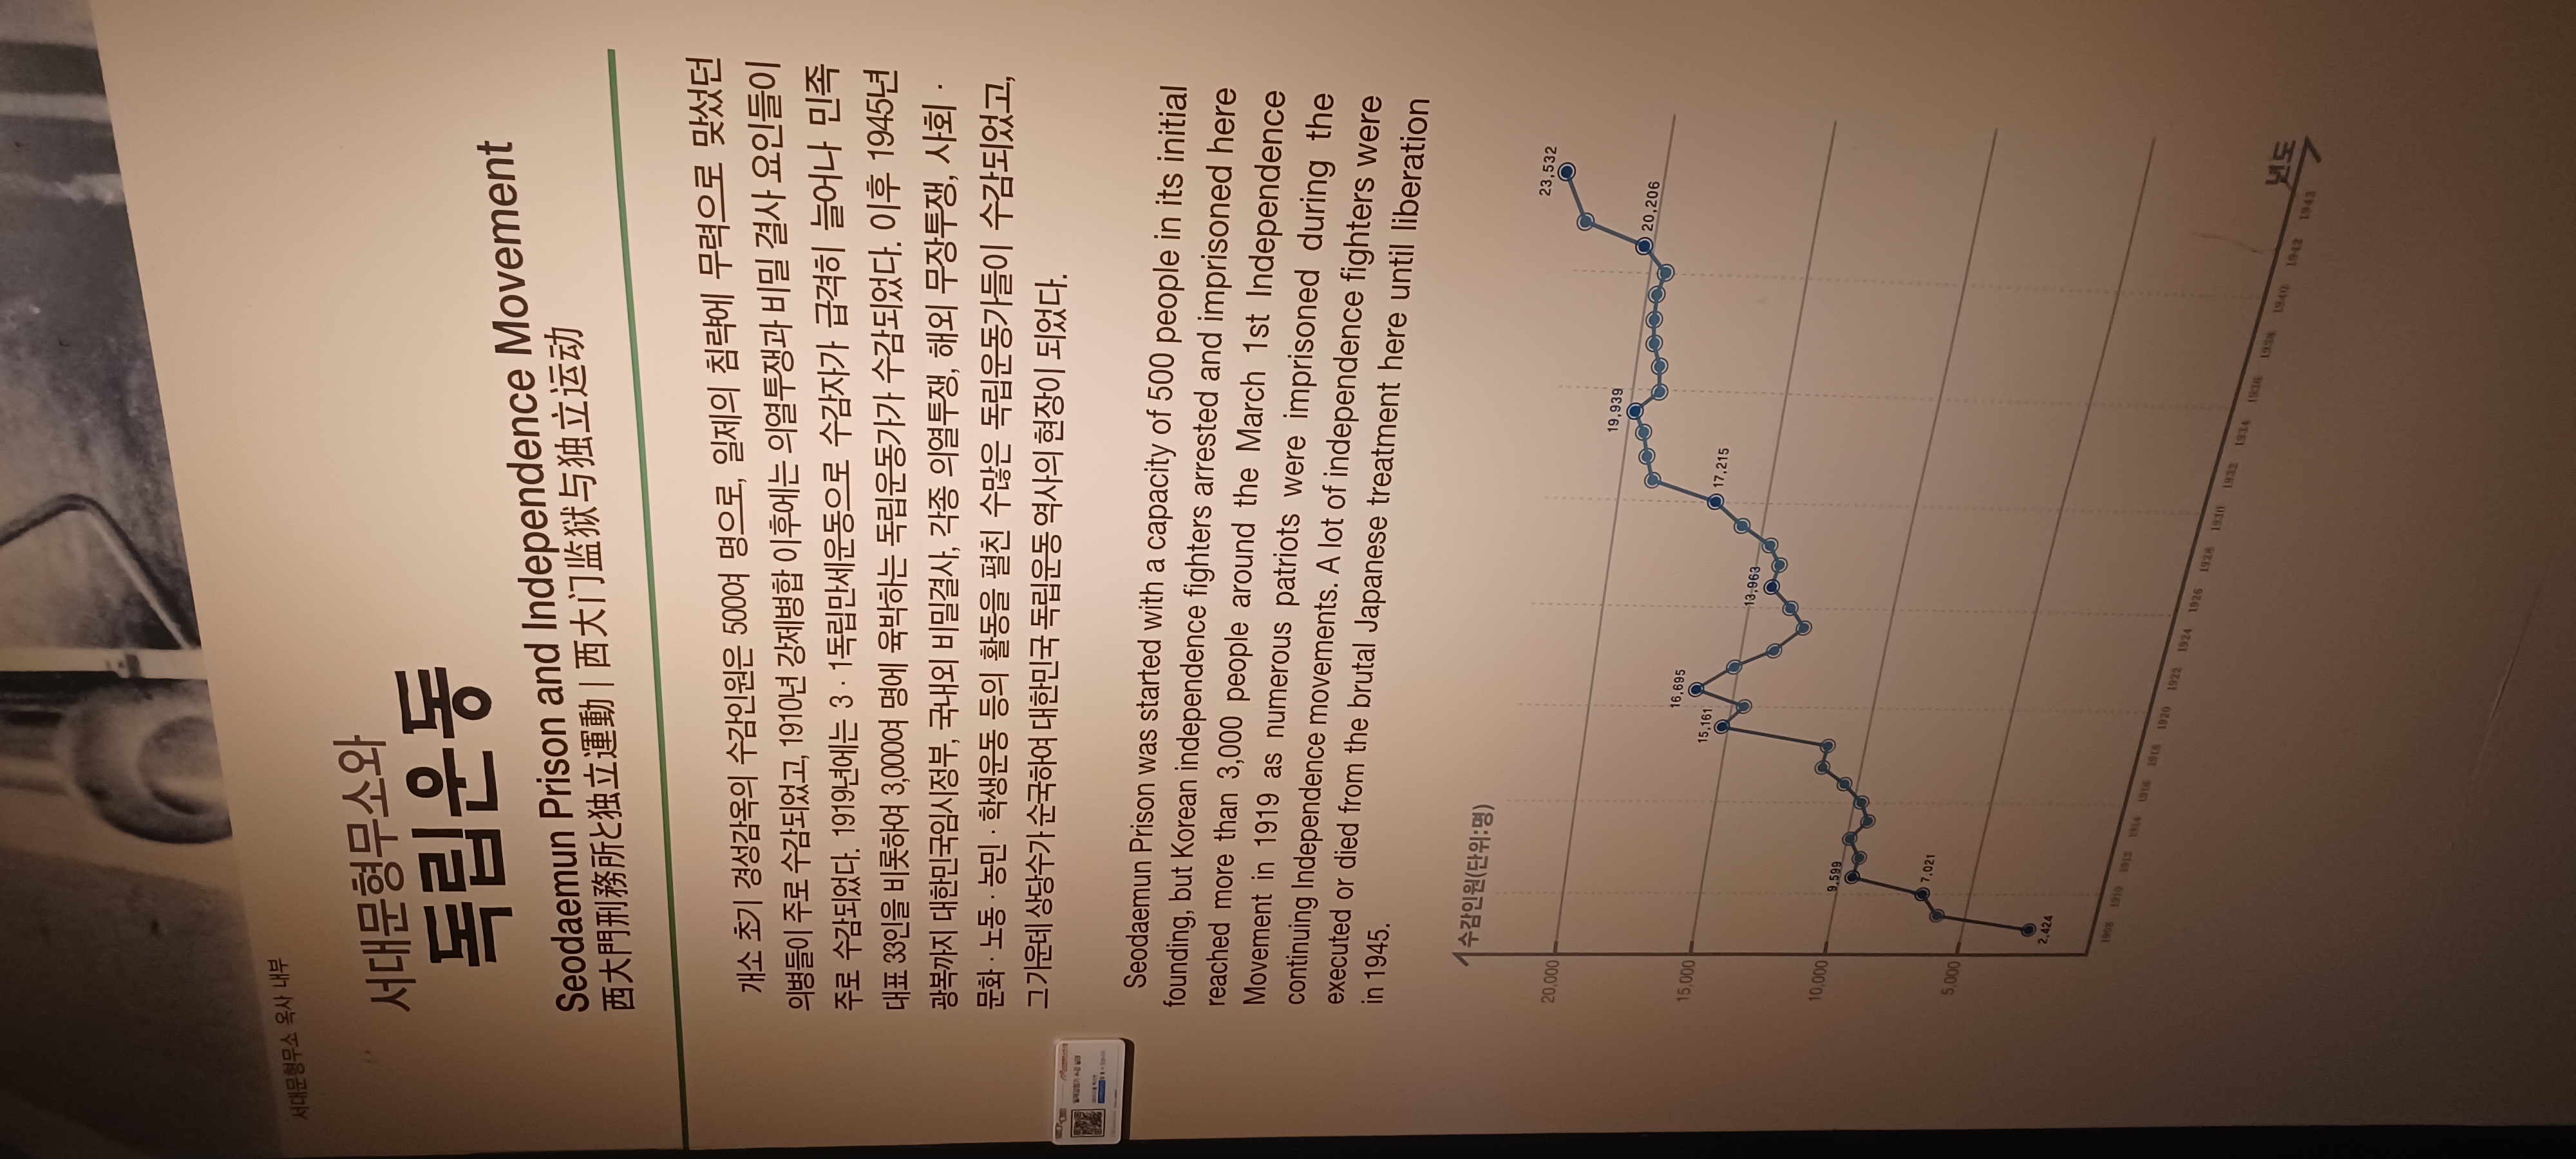 서대문형무소 옥사 내부
서대문형무소와
독립운동
Seodaemun Prison and Independence Movement
西大門刑務所と独立運動 | 西大门监狱与独立运动
개소 초기 경성감옥의 수감인원은 500여 명으로, 일제의 침략에 무력으로 맞섰던
의병들이 주로 수감되었고, 1910년 강제병합 이후에는 의열투쟁과 비밀 결사 요인들이
주로 수감되었다. 1919년에는 3 · 1독립만세운동으로 수감자가 급격히 늘어나 민족
대표 33인을 비롯하여 3,000여 명에 육박하는 독립운동가가 수감되었다. 이후 1945년
광복까지 대한민국임시정부, 국내외 비밀결사, 각종 의열투쟁, 해외 무장투쟁, 사회 ·
문화 · 노동 · 농민 · 학생운동 등의 활동을 펼친 수많은 독립운동가들이 수감되었고,
그 가운데 상당수가 순국하여 대한민국 독립운동 역사의 현장이 되었다.
Seodaemun Prison was started with a capacity of 500 people in its initial
founding, but Korean independence fighters arrested and imprisoned here
reached more than 3,000 people around the March 1st Independence
Movement in 1919 as numerous patriots were imprisoned during the
continuing Independence movements. A lot of independence fighters were
executed or died from the brutal Japanese treatment here until liberation
in 1945.
수감인원(단위:명)
20,000
15,000
10,000
5,000
2,424
7,021
9,599
15,161
16,695
13,963
17,215
19,939
20,206
23,532
1908 1910 1912 1914 1916 1918 1920 1922 1924 1926 1928 1930 1932 1934 1936 1938 1940 1942 1943
년도